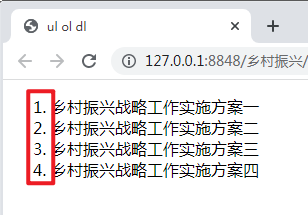 ul ol dl
127.0.0.1:8848/乡村振兴/
1. 乡村振兴战略工作实施方案一
2. 乡村振兴战略工作实施方案二
3. 乡村振兴战略工作实施方案三
4. 乡村振兴战略工作实施方案四